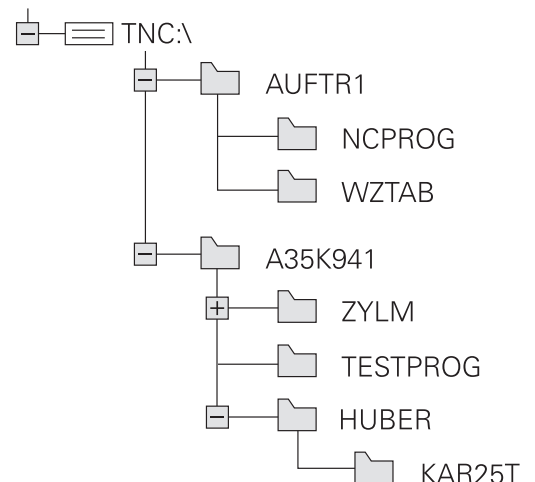 TNC:\
AUFTR1
NCPROG
WZTAB
A35K941
ZYLM
TESTPROG
HUBER
KAR25T